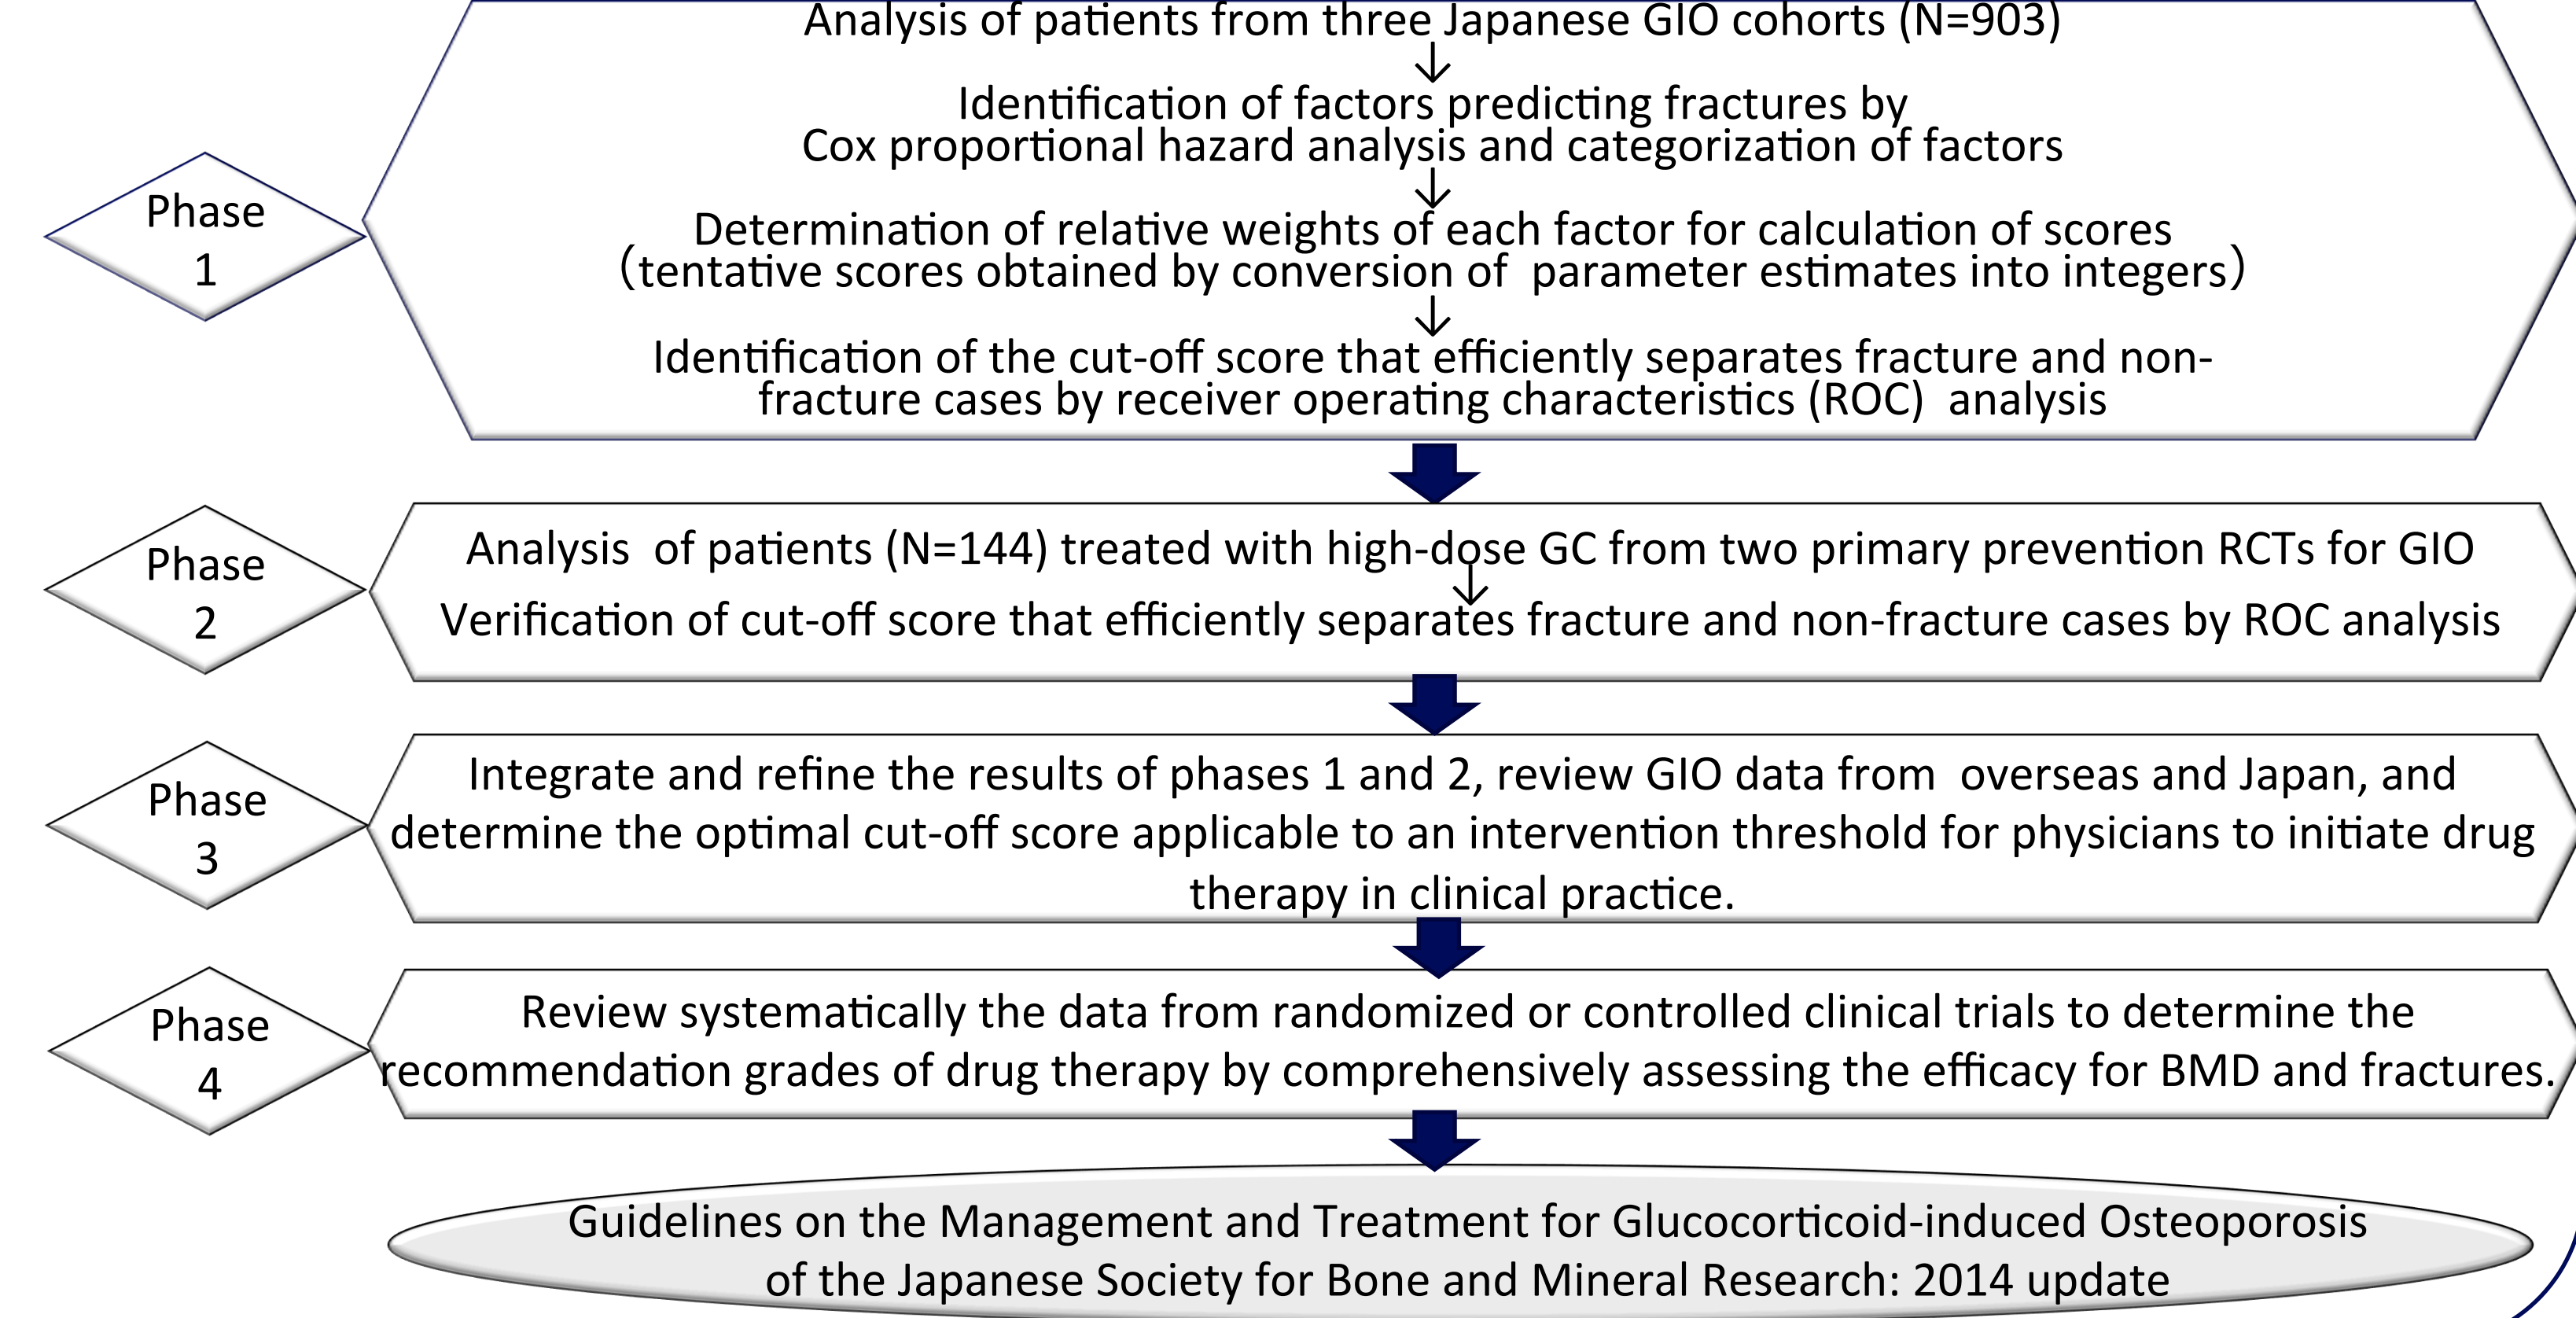 Analysis of patients from three Japanese GIO cohorts (N=903)
Identification of factors predicting fractures by
Cox proportional hazard analysis and categorization of factors
Phase
1
Determination of relative weights of each factor for calculation of scores
(tentative scores obtained by conversion of  parameter estimates into integers)
Identification of the cut-off score that efficiently separates fracture and non-
fracture cases by receiver operating characteristics (ROC)  analysis
Phase
2
Analysis  of patients (N=144) treated with high-dose GC from two primary prevention RCTs for GIO
Verification of cut-off score that efficiently separates fracture and non-fracture cases by ROC analysis
Phase
3
Integrate and refine the results of phases 1 and 2, review GIO data from  overseas and Japan, and
determine the optimal cut-off score applicable to an intervention threshold for physicians to initiate drug
therapy in clinical practice.
Phase
4
Review systematically the data from randomized or controlled clinical trials to determine the
recommendation grades of drug therapy by comprehensively assessing the efficacy for BMD and fractures.
Guidelines on the Management and Treatment for Glucocorticoid-induced Osteoporosis
of the Japanese Society for Bone and Mineral Research: 2014 update